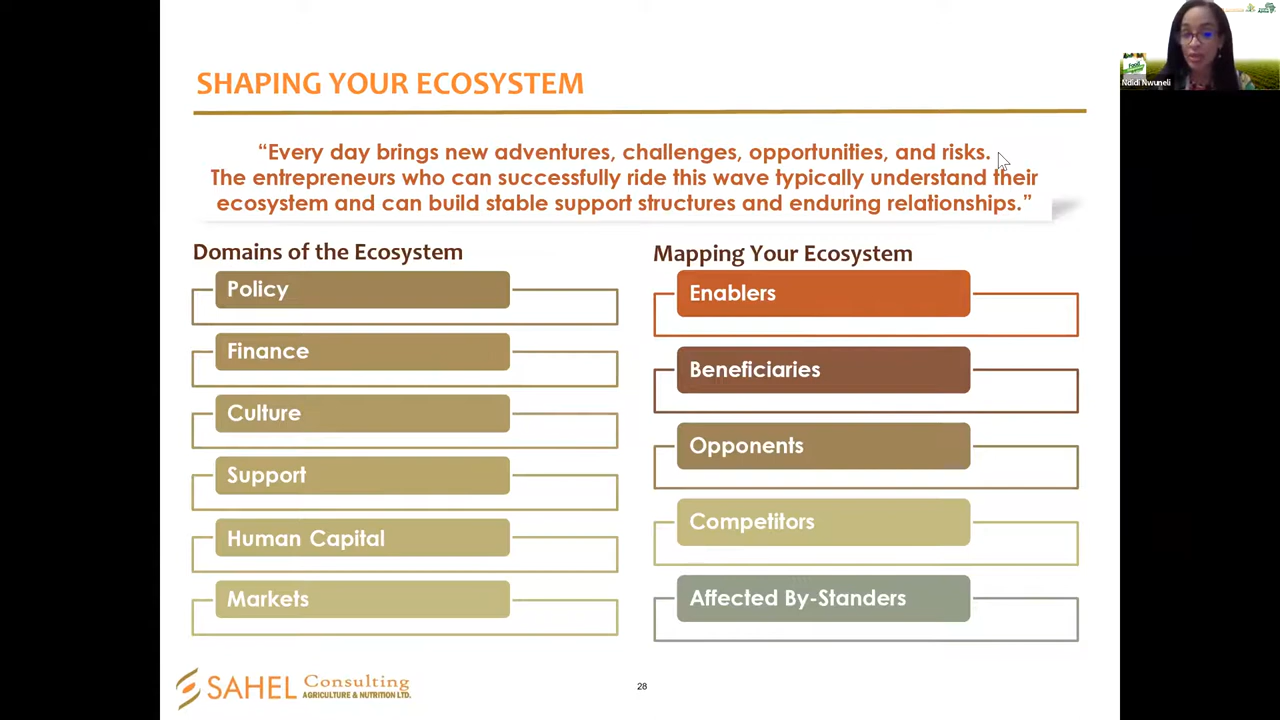 SHAPING YOUR ECOSYSTEM
“Every day brings new adventures, challenges, opportunities, and risks.
The entrepreneurs who can successfully ride this wave typically understand their
ecosystem and can build stable support structures and enduring relationships.”
Domains of the Ecosystem
Policy
Finance
Culture
Support
Human Capital
Markets
Mapping Your Ecosystem
Enablers
Beneficiaries
Opponents
Competitors
Affected By-Standers
SAHEL Consulting
AGRICULTURE & NUTRITION LTD.
28
Food
Ndidi Nwuneli